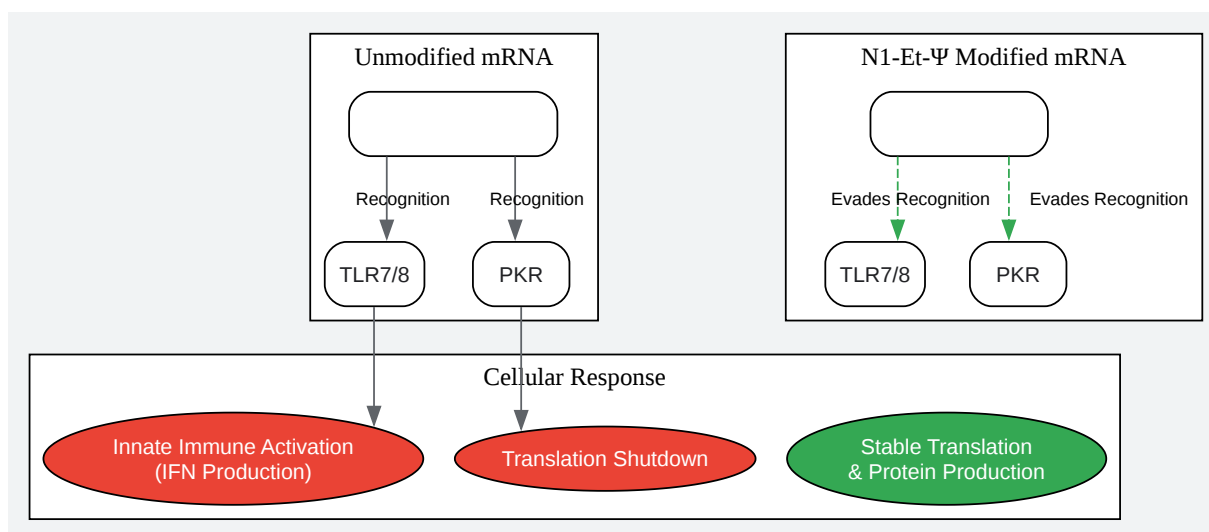 Unmodified mRNA
Recognition
Recognition
TLR7/8
PKR
N1-Et-Ψ Modified mRNA
Evades Recognition
Evades Recognition
TLR7/8
PKR
Cellular Response
Innate Immune Activation
(IFN Production)
Translation Shutdown
Stable Translation
& Protein Production